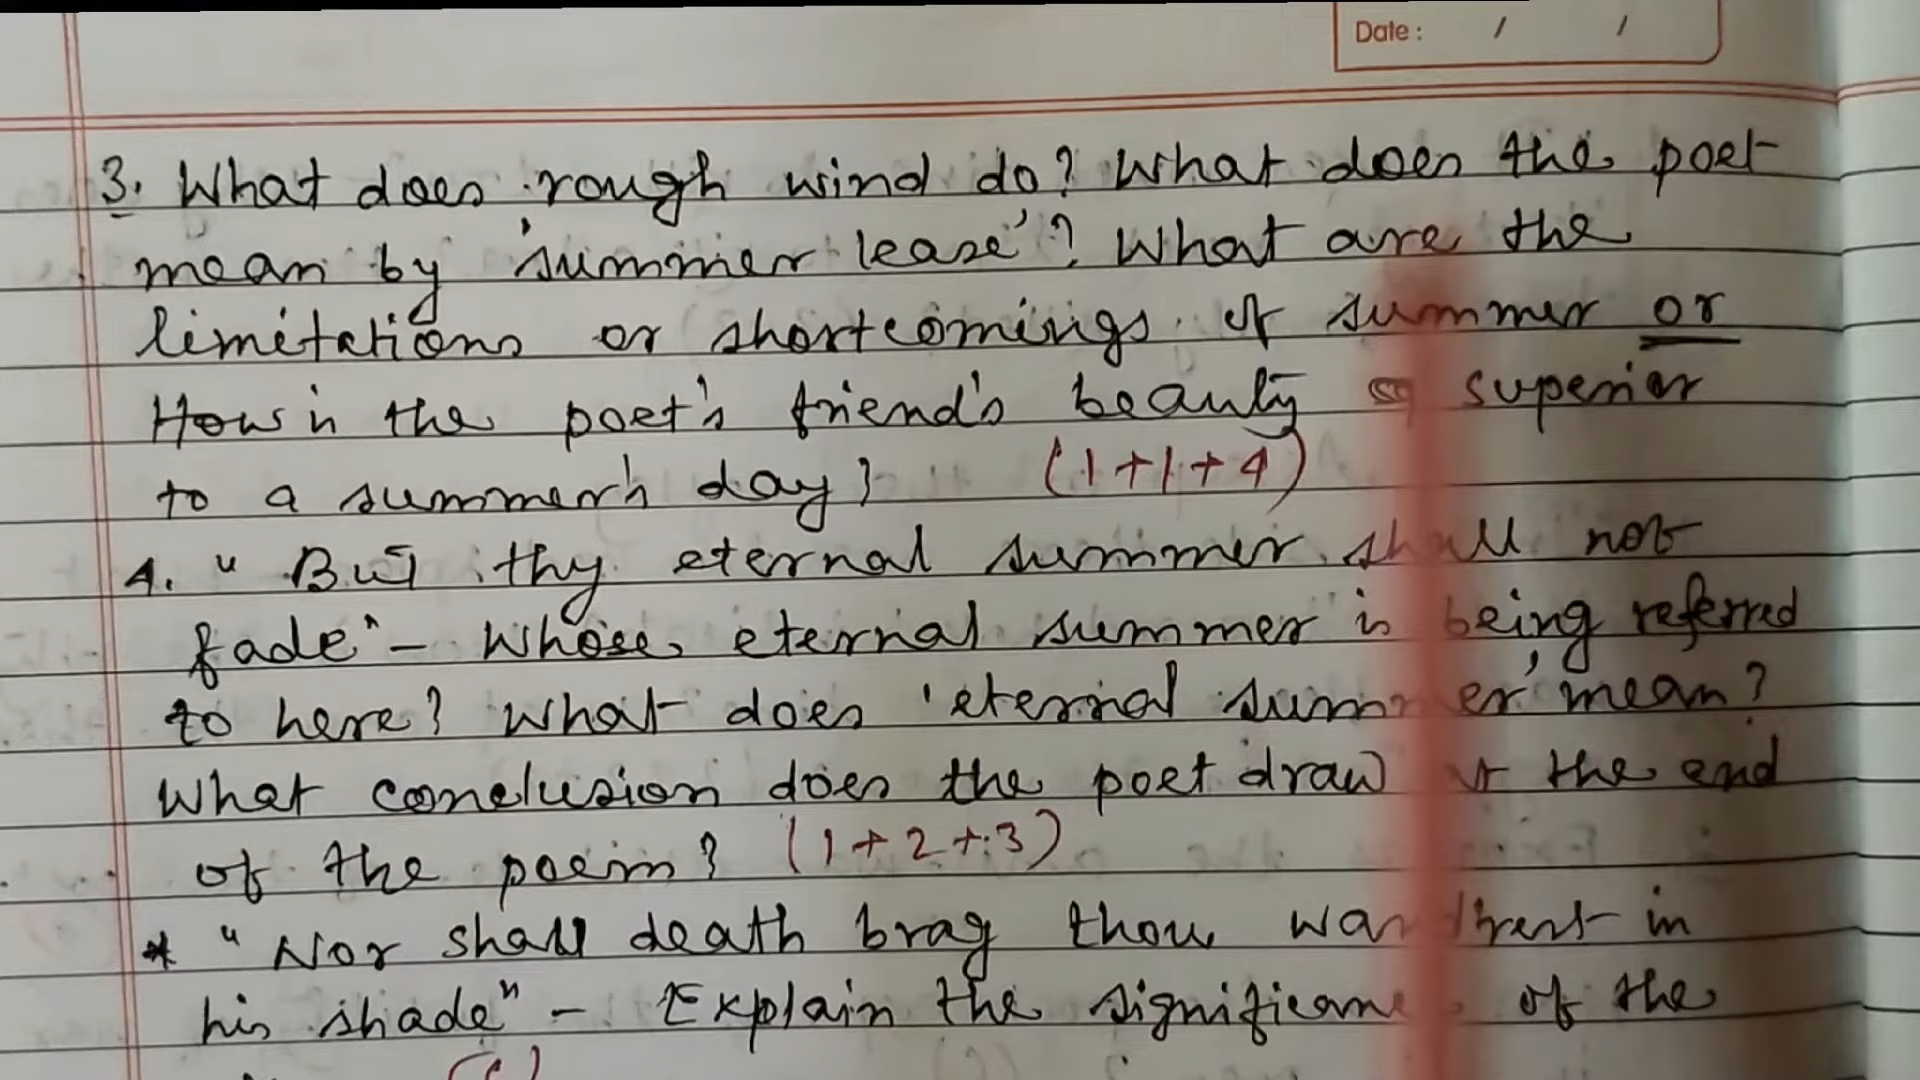 Date : / /
3. What does rough wind do? What does the poet
mean by 'summer lease'? What are the
limitations or shortcomings of summer or
How is the poet's friend's beauty superior
to a summer's day? (1+1+4)
4. "But thy eternal summer shall not
fade" – Whose eternal summer is being referred
to here? What does 'eternal summer' mean?
What conclusion does the poet draw at the end
of the poem? (1+2+3)
* "Nor shall death brag thou wand'rest in
his shade" – Explain the significance of the